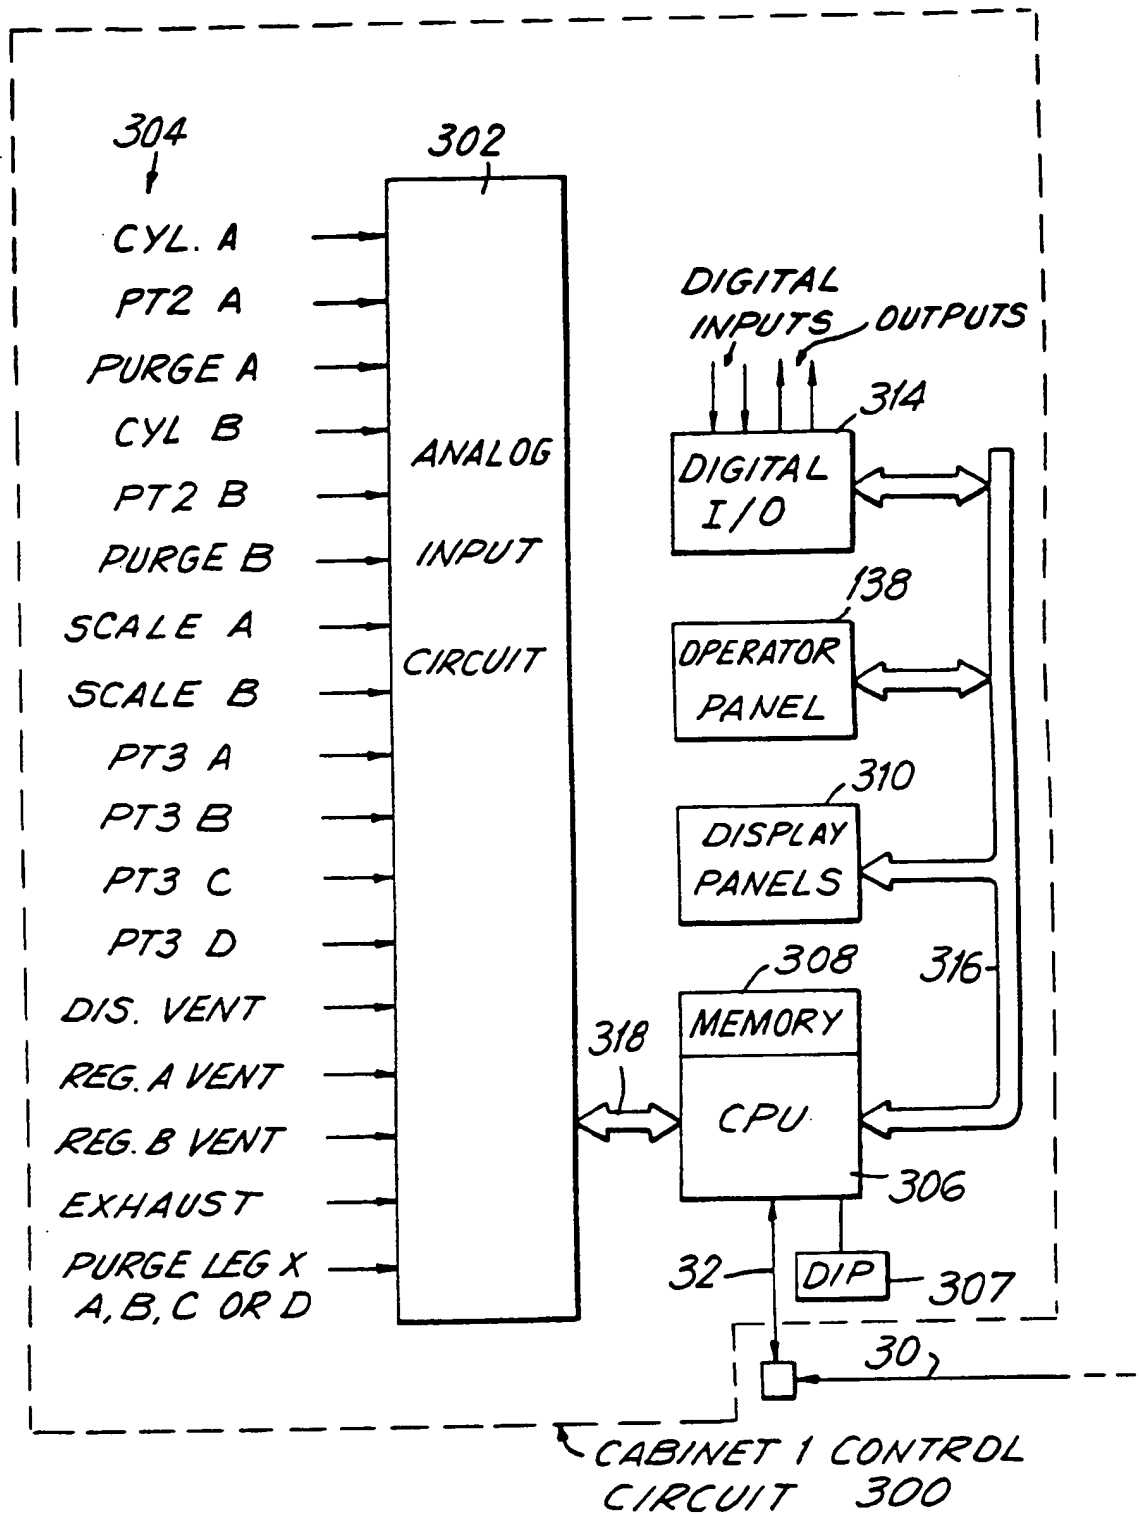 304
302
CYL. A
PT2 A
PURGE A
CYL B
PT2 B
PURGE B
SCALE A
SCALE B
PT3 A
PT3 B
PT3 C
PT3 D
DIS. VENT
REG. A VENT
REG. B VENT
EXHAUST
PURGE LEG X
A, B, C OR D
ANALOG
INPUT
CIRCUIT
DIGITAL
INPUTS
OUTPUTS
314
DIGITAL
I/O
138
OPERATOR
PANEL
310
DISPLAY
PANELS
316
308
MEMORY
318
CPU
306
32
DIP
307
30
CABINET 1 CONTROL
CIRCUIT 300